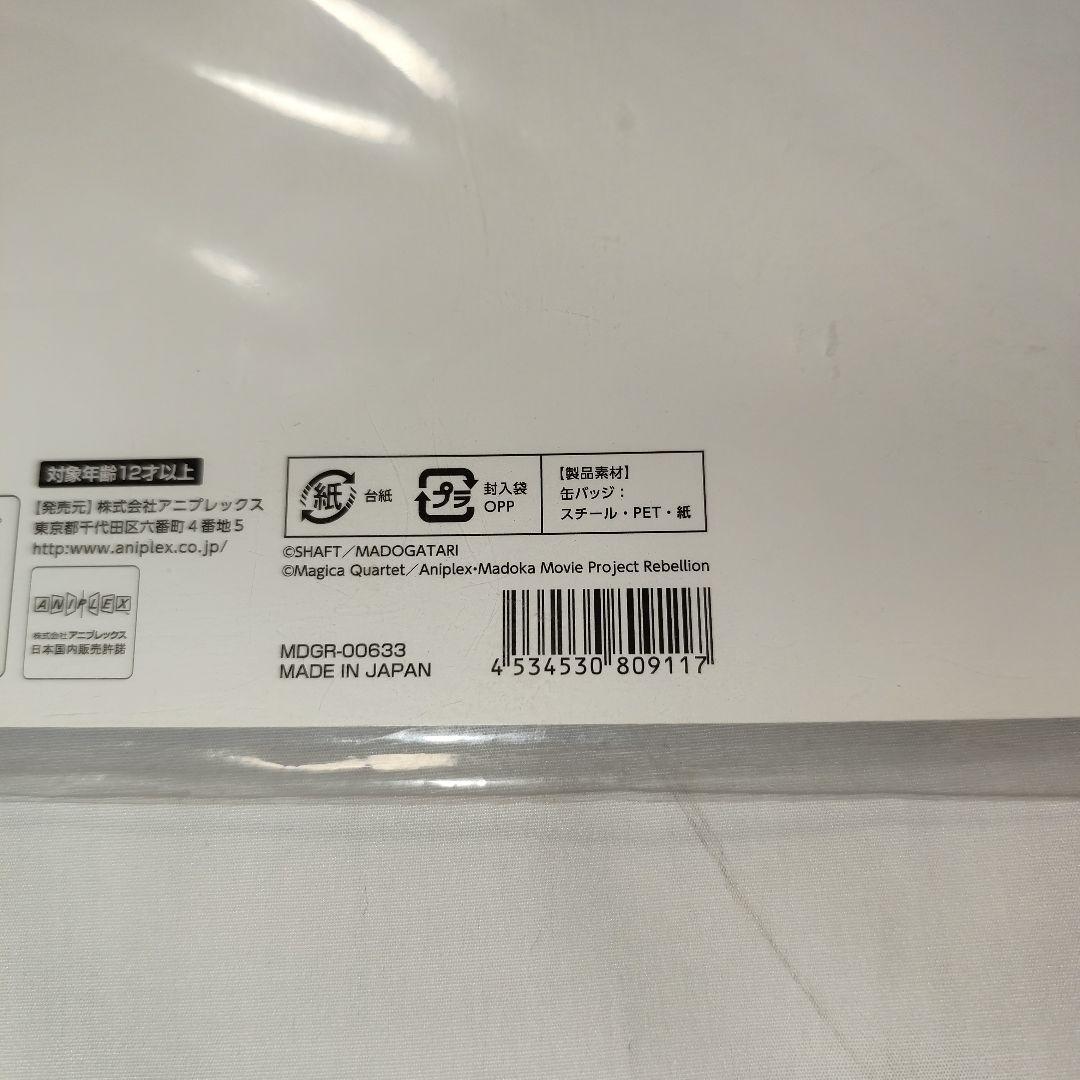 対象年齢12才以上
【発売元】株式会社アニプレックス
東京都千代田区六番町4番地5
http:www.aniplex.co.jp/
ANIPLEX
株式会社アニプレックス
日本国内販売許諾
紙 台紙
プラ 封入袋
OPP
【製品素材】
缶バッジ：
スチール・PET・紙
©SHAFT／MADOGATARI
©Magica Quartet／Aniplex・Madoka Movie Project Rebellion
MDGR-00633
MADE IN JAPAN
4 534530 809117